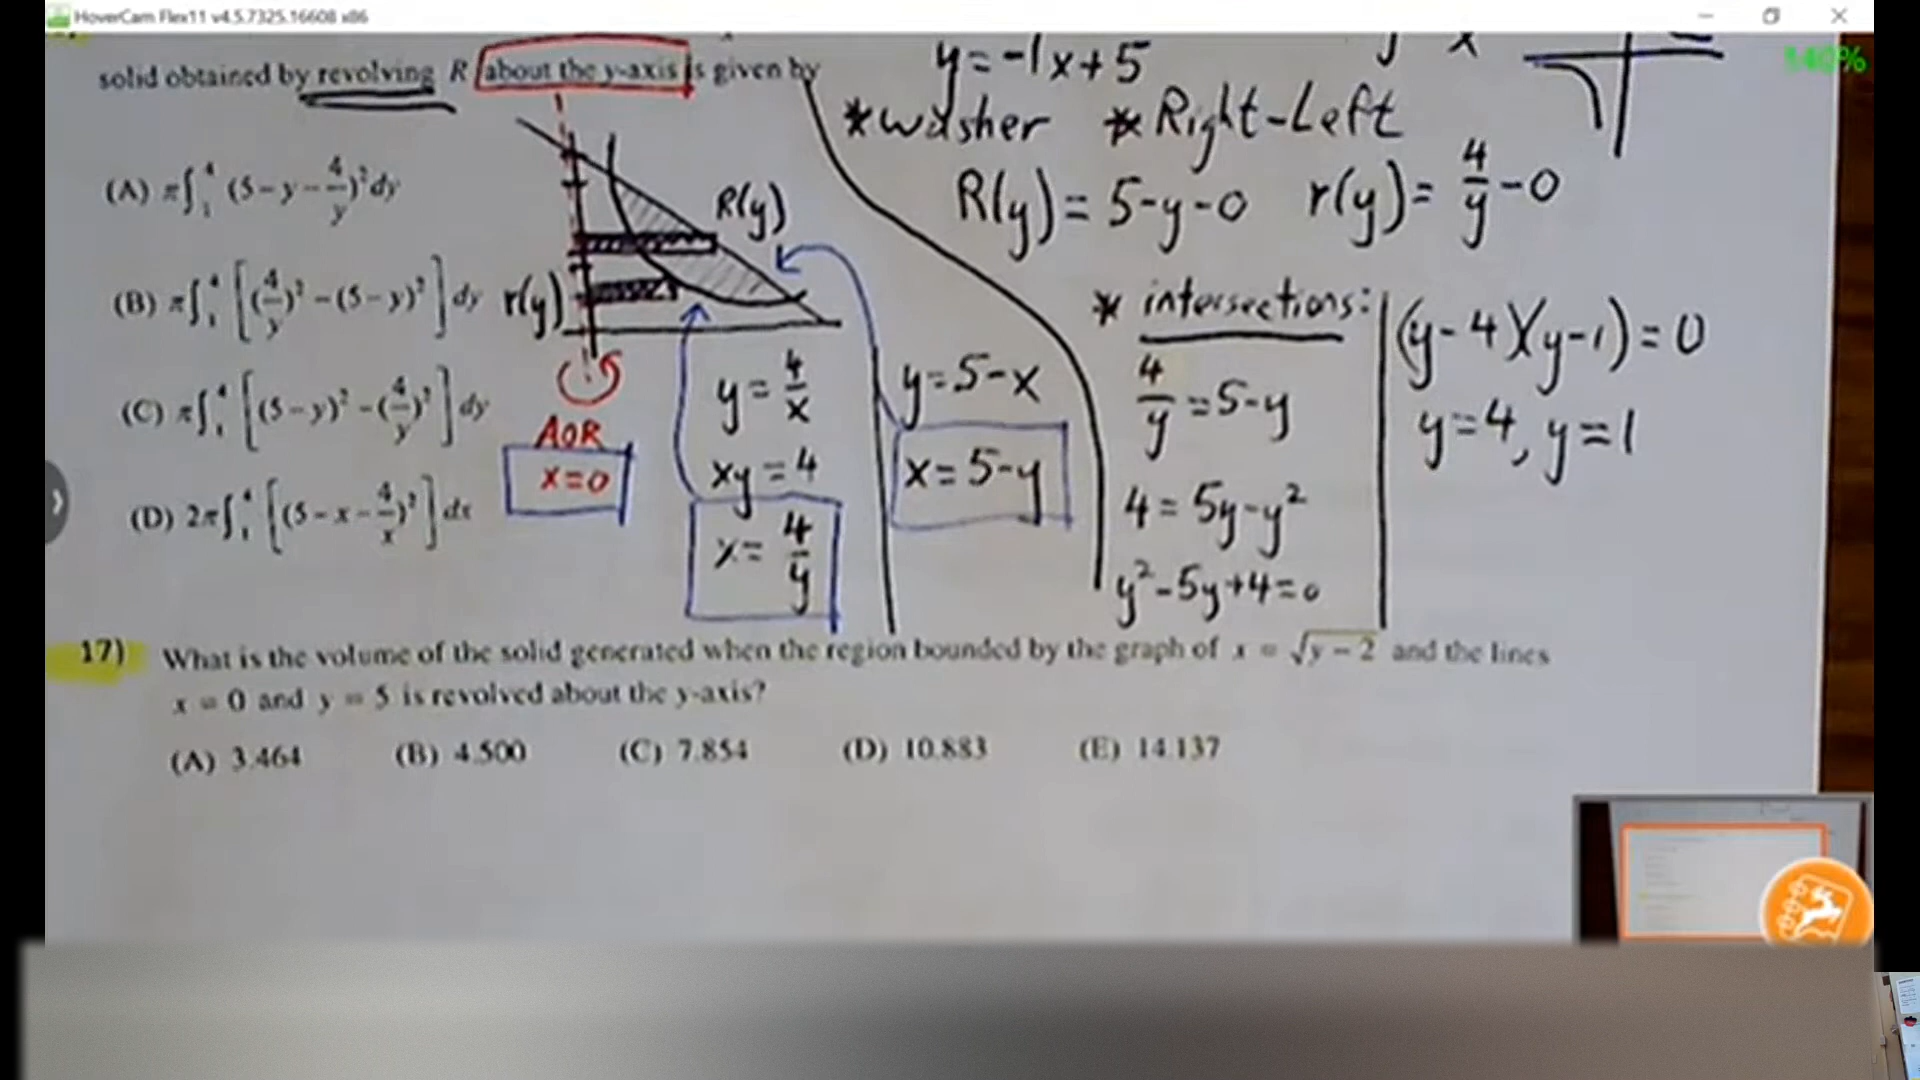 HoverCam Flex11 v4.5.7325.16608 x86
140%
solid obtained by revolving R about the y-axis is given by
(A) π∫₁⁴ (5 − y − 4/y)² dy
(B) π∫₁⁴ [(4/y)² − (5 − y)²] dy
(C) π∫₁⁴ [(5 − y)² − (4/y)²] dy
(D) 2π∫₁⁴ [(5 − x − 4/x)²] dx
R(y)
r(y)
AOR
x=0
y = 4/x
xy = 4
x = 4/y
y=5-x
x= 5-y
y=-1x+5
*washer * Right-Left
R(y)= 5-y-0 r(y)= 4/y -0
* intersections:
4/y =5-y
4 = 5y-y²
y²-5y+4=0
(y-4)(y-1)=0
y=4, y=1
17) What is the volume of the solid generated when the region bounded by the graph of x = √y − 2 and the lines
x = 0 and y = 5 is revolved about the y-axis?
(A) 3.464 (B) 4.500 (C) 7.854 (D) 10.883 (E) 14.137